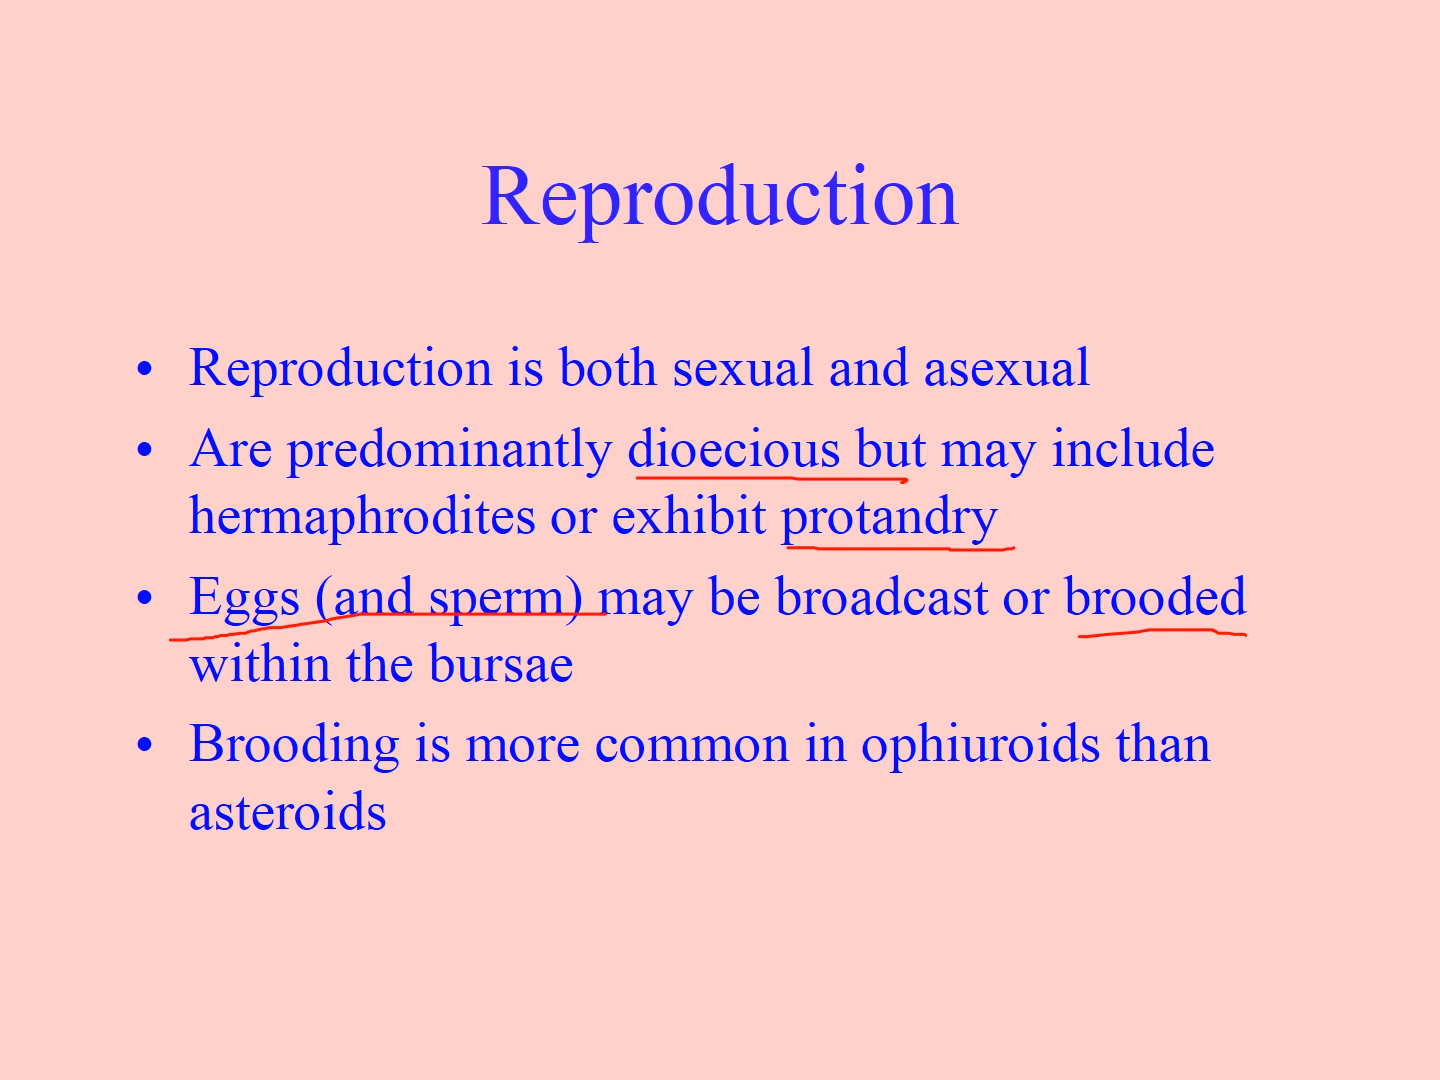 Reproduction
• Reproduction is both sexual and asexual
• Are predominantly dioecious but may include
hermaphrodites or exhibit protandry
• Eggs (and sperm) may be broadcast or brooded
within the bursae
• Brooding is more common in ophiuroids than
asteroids